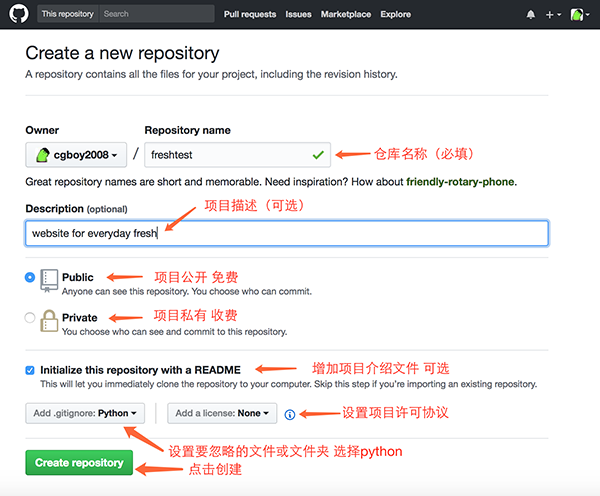 This repository Search Pull requests Issues Marketplace Explore
Create a new repository
A repository contains all the files for your project, including the revision history.
Owner Repository name
cgboy2008 / freshtest 仓库名称（必填）
Great repository names are short and memorable. Need inspiration? How about friendly-rotary-phone.
Description (optional) 项目描述（可选）
website for everyday fresh
Public 项目公开 免费
Anyone can see this repository. You choose who can commit.
Private 项目私有 收费
You choose who can see and commit to this repository.
Initialize this repository with a README 增加项目介绍文件 可选
This will let you immediately clone the repository to your computer. Skip this step if you're importing an existing repository.
Add .gitignore: Python Add a license: None 设置项目许可协议
设置要忽略的文件或文件夹 选择python
Create repository 点击创建